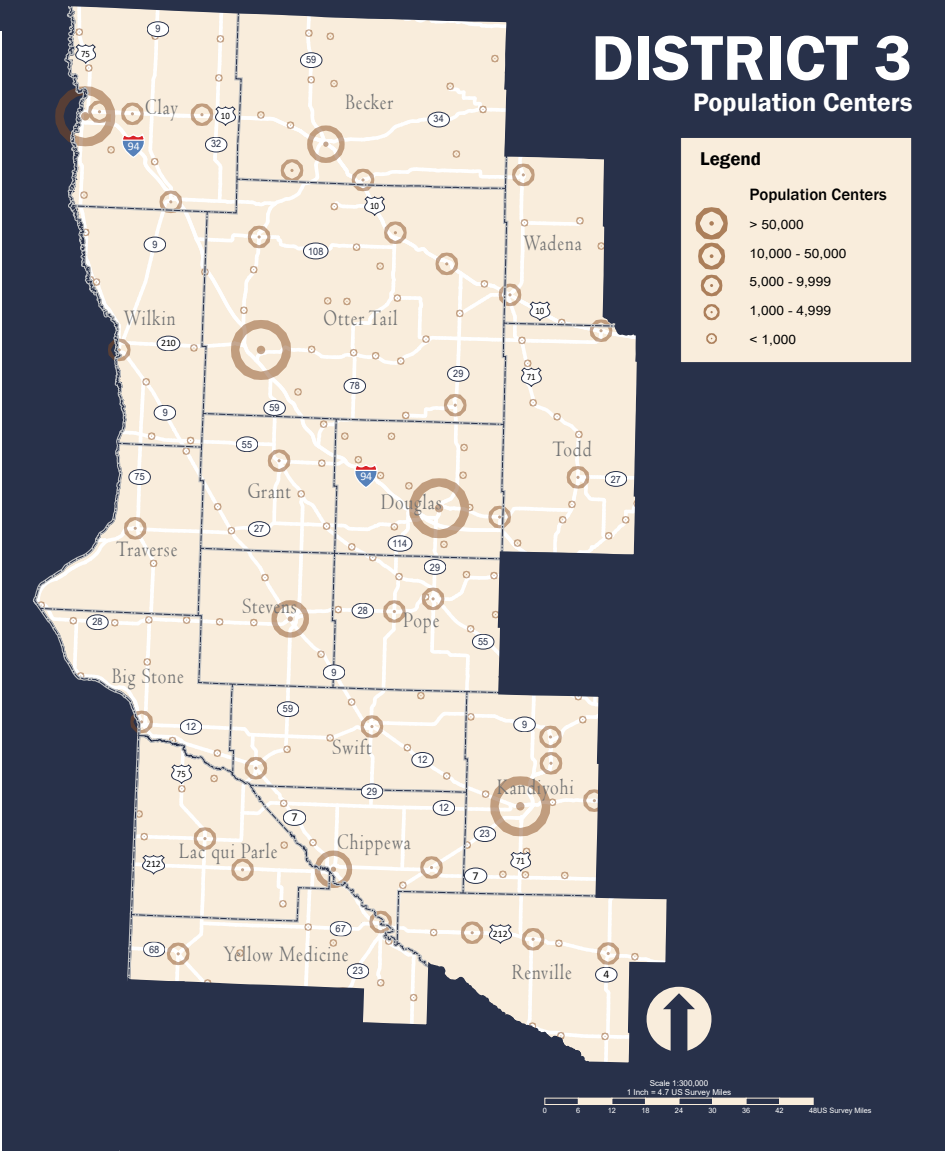 DISTRICT 3
Population Centers
Legend
Population Centers
> 50,000
10,000 - 50,000
5,000 - 9,999
1,000 - 4,999
< 1,000
9
75
59
Becker
Clay
10
34
32
94
10
9
108
Wadena
10
Wilkin
Otter Tail
210
71
29
78
59
9
55
Todd
94
75
27
Grant
Douglas
27
114
Traverse
29
Stevens
28
Pope
28
55
9
Big Stone
59
9
12
Swift
12
75
Kandiyohi
29
12
7
23
Chippewa
Lac qui Parle
71
212
7
67
212
68
Yellow Medicine
23
Renville
4
Scale 1:300,000
1 Inch = 4.7 US Survey Miles
0 6 12 18 24 30 36 42 48US Survey Miles